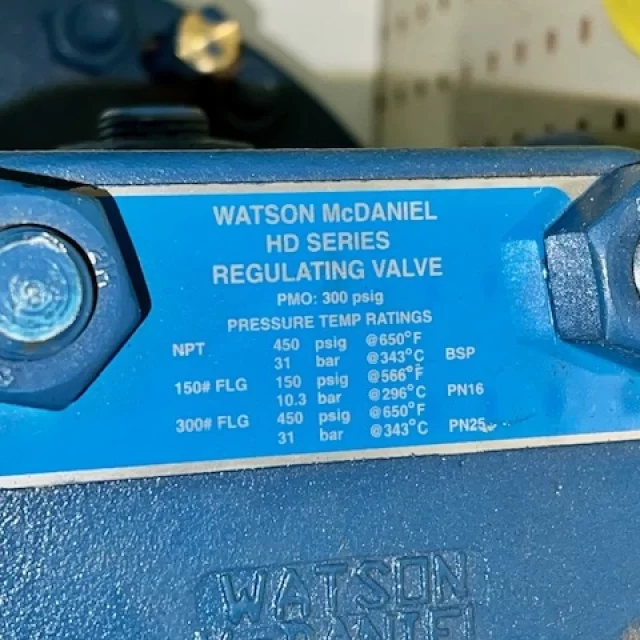 WATSON McDANIEL
HD SERIES
REGULATING VALVE
PMO: 300 psig
PRESSURE TEMP RATINGS
NPT 450 psig @650°F BSP
31 bar @343°C
150# FLG 150 psig @566°F PN16
10.3 bar @296°C
300# FLG 450 psig @650°F
31 bar @343°C
WATSON
McDANIEL